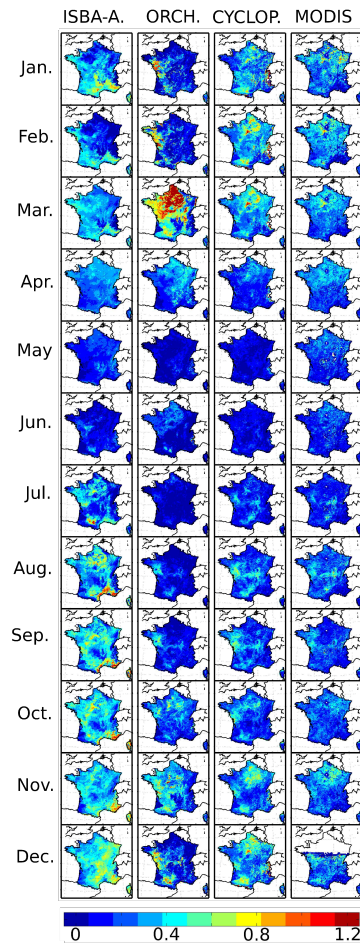 ISBA-A. ORCH. CYCLOP. MODIS
Jan.
Feb.
Mar.
Apr.
May
Jun.
Jul.
Aug.
Sep.
Oct.
Nov.
Dec.
0 0.4 0.8 1.2